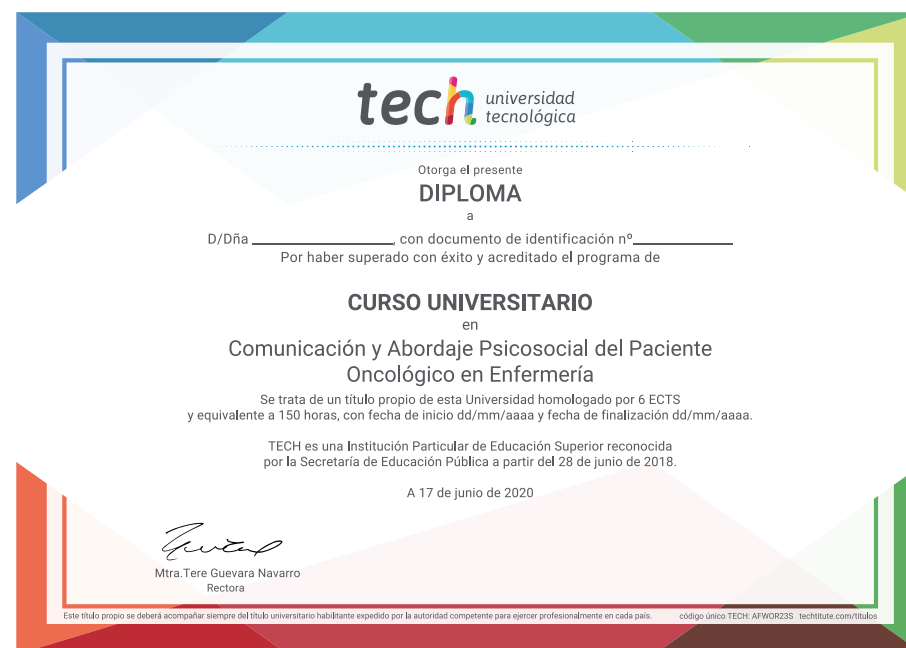 tech universidad
tecnológica
Otorga el presente
DIPLOMA
a
D/Dña ____________________, con documento de identificación nº______________
Por haber superado con éxito y acreditado el programa de
CURSO UNIVERSITARIO
en
Comunicación y Abordaje Psicosocial del Paciente
Oncológico en Enfermería
Se trata de un título propio de esta Universidad homologado por 6 ECTS
y equivalente a 150 horas, con fecha de inicio dd/mm/aaaa y fecha de finalización dd/mm/aaaa.
TECH es una Institución Particular de Educación Superior reconocida
por la Secretaría de Educación Pública a partir del 28 de junio de 2018.
A 17 de junio de 2020
Mtra.Tere Guevara Navarro
Rectora
Este título propio se deberá acompañar siempre del título universitario habilitante expedido por la autoridad competente para ejercer profesionalmente en cada país. código único TECH: AFWOR23S techtitute.com/titulos